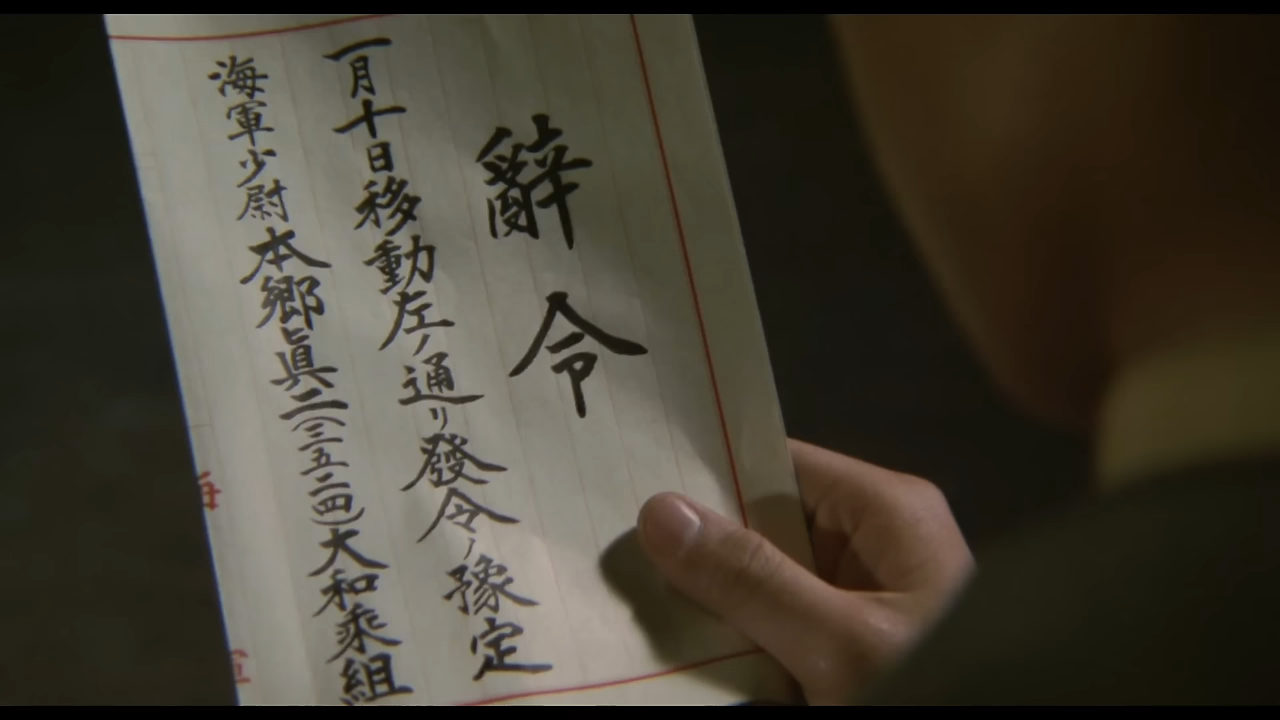 辭令
一月十日移動左ノ通リ發令ノ豫定
海軍少尉本郷眞二(三五二四)大和乘組